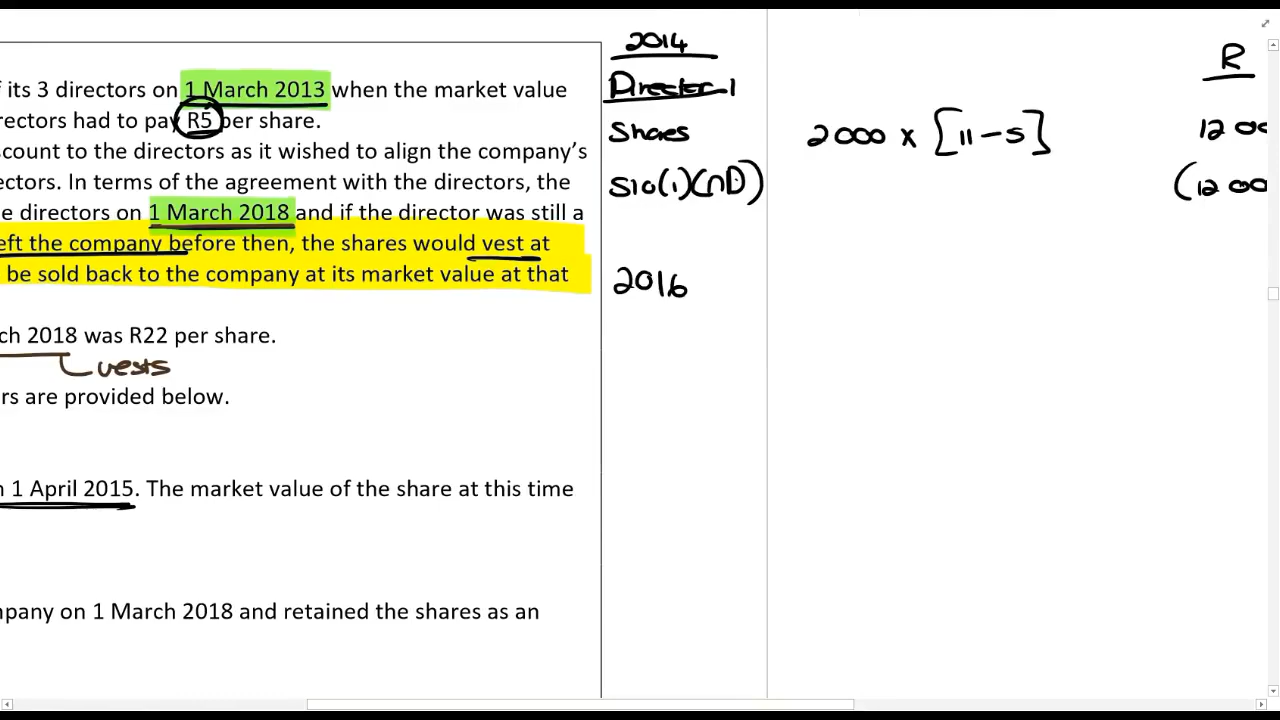 f its 3 directors on 1 March 2013 when the market value
rectors had to pay R5 per share.
scount to the directors as it wished to align the company's
ectors. In terms of the agreement with the directors, the
e directors on 1 March 2018 and if the director was still a
eft the company before then, the shares would vest at
be sold back to the company at its market value at that
ch 2018 was R22 per share.
vests
rs are provided below.
n 1 April 2015. The market value of the share at this time
npany on 1 March 2018 and retained the shares as an
2014
Director 1
Shares 2000 x [11-5]
S10(1)(nD)
2016
R
12 00
(12 00